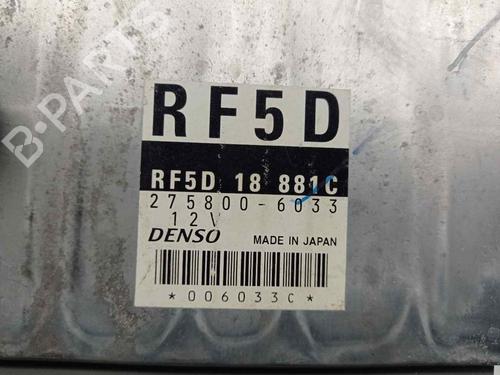 B-PARTS
RF5D
RF5D 18 881C
275800-6033
12V
DENSO MADE IN JAPAN
*006033C*